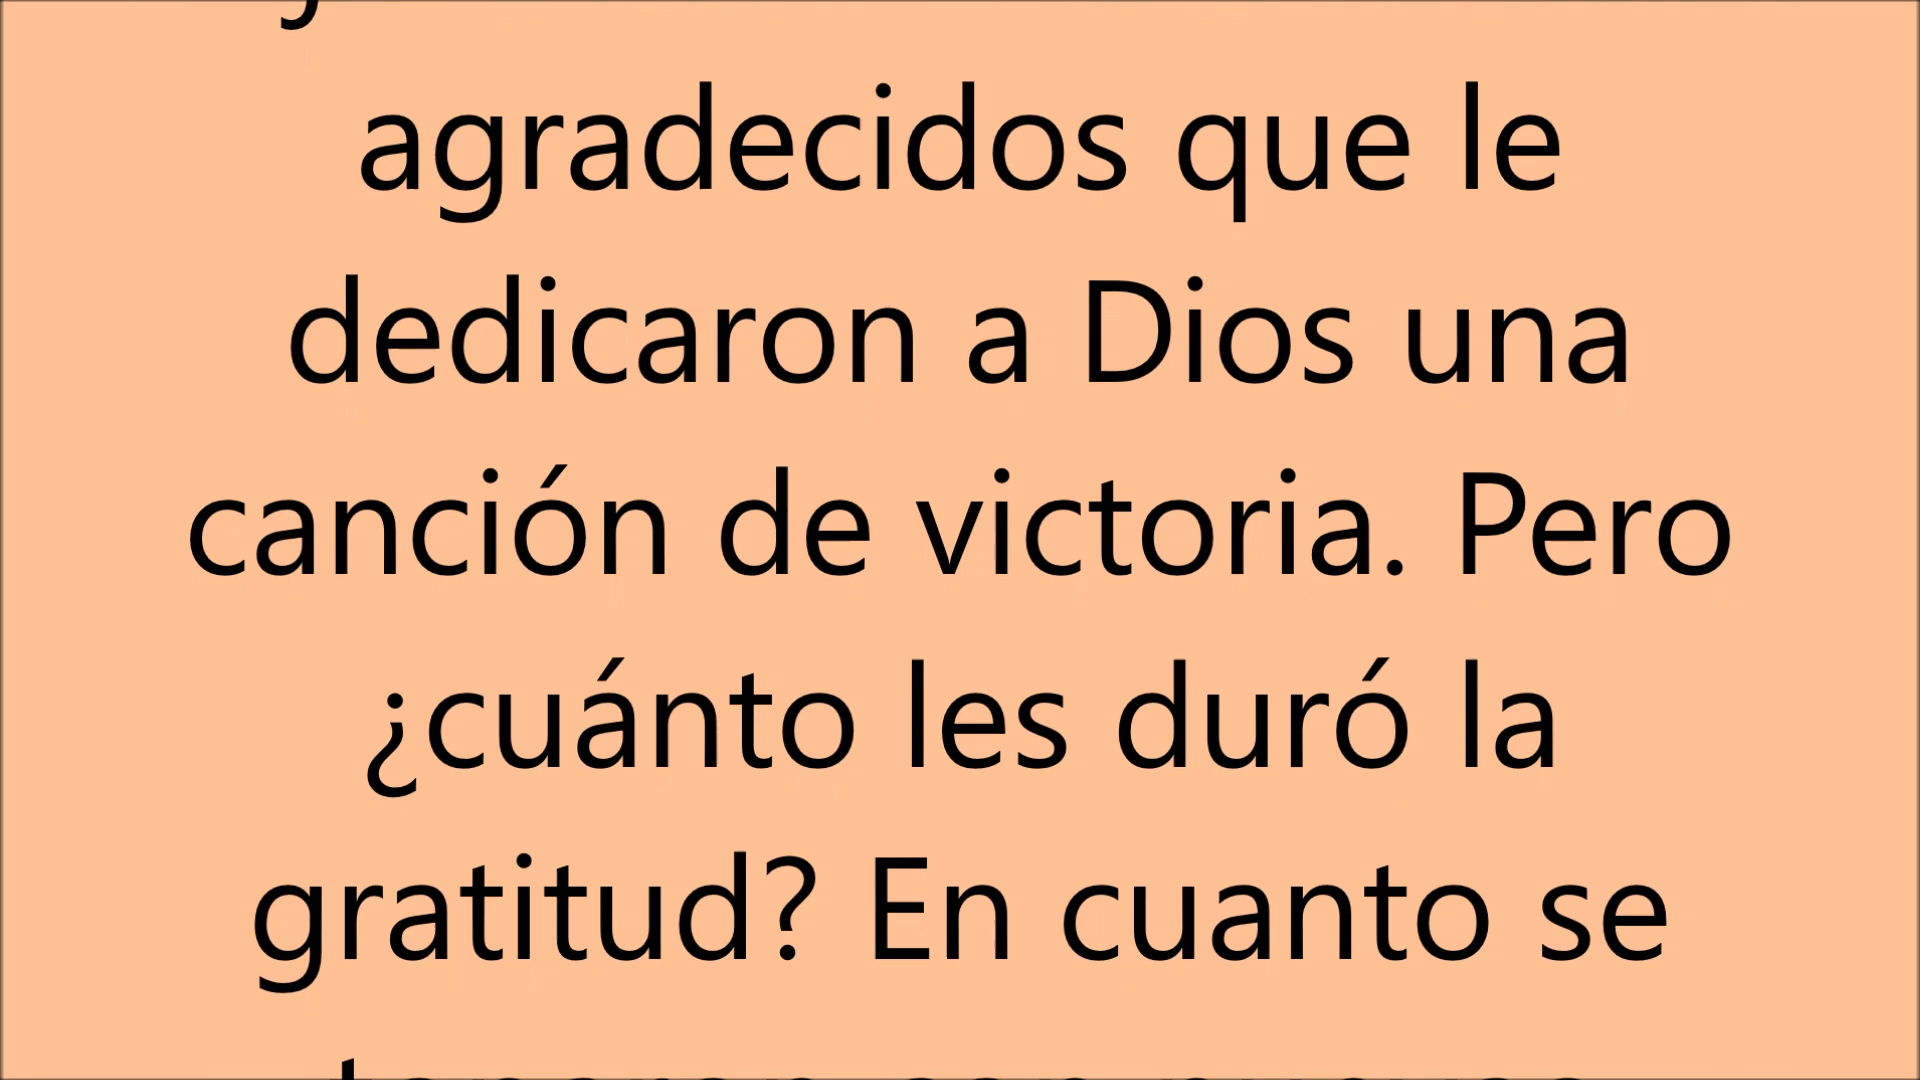 agradecidos que le
dedicaron a Dios una
canción de victoria. Pero
¿cuánto les duró la
gratitud? En cuanto se